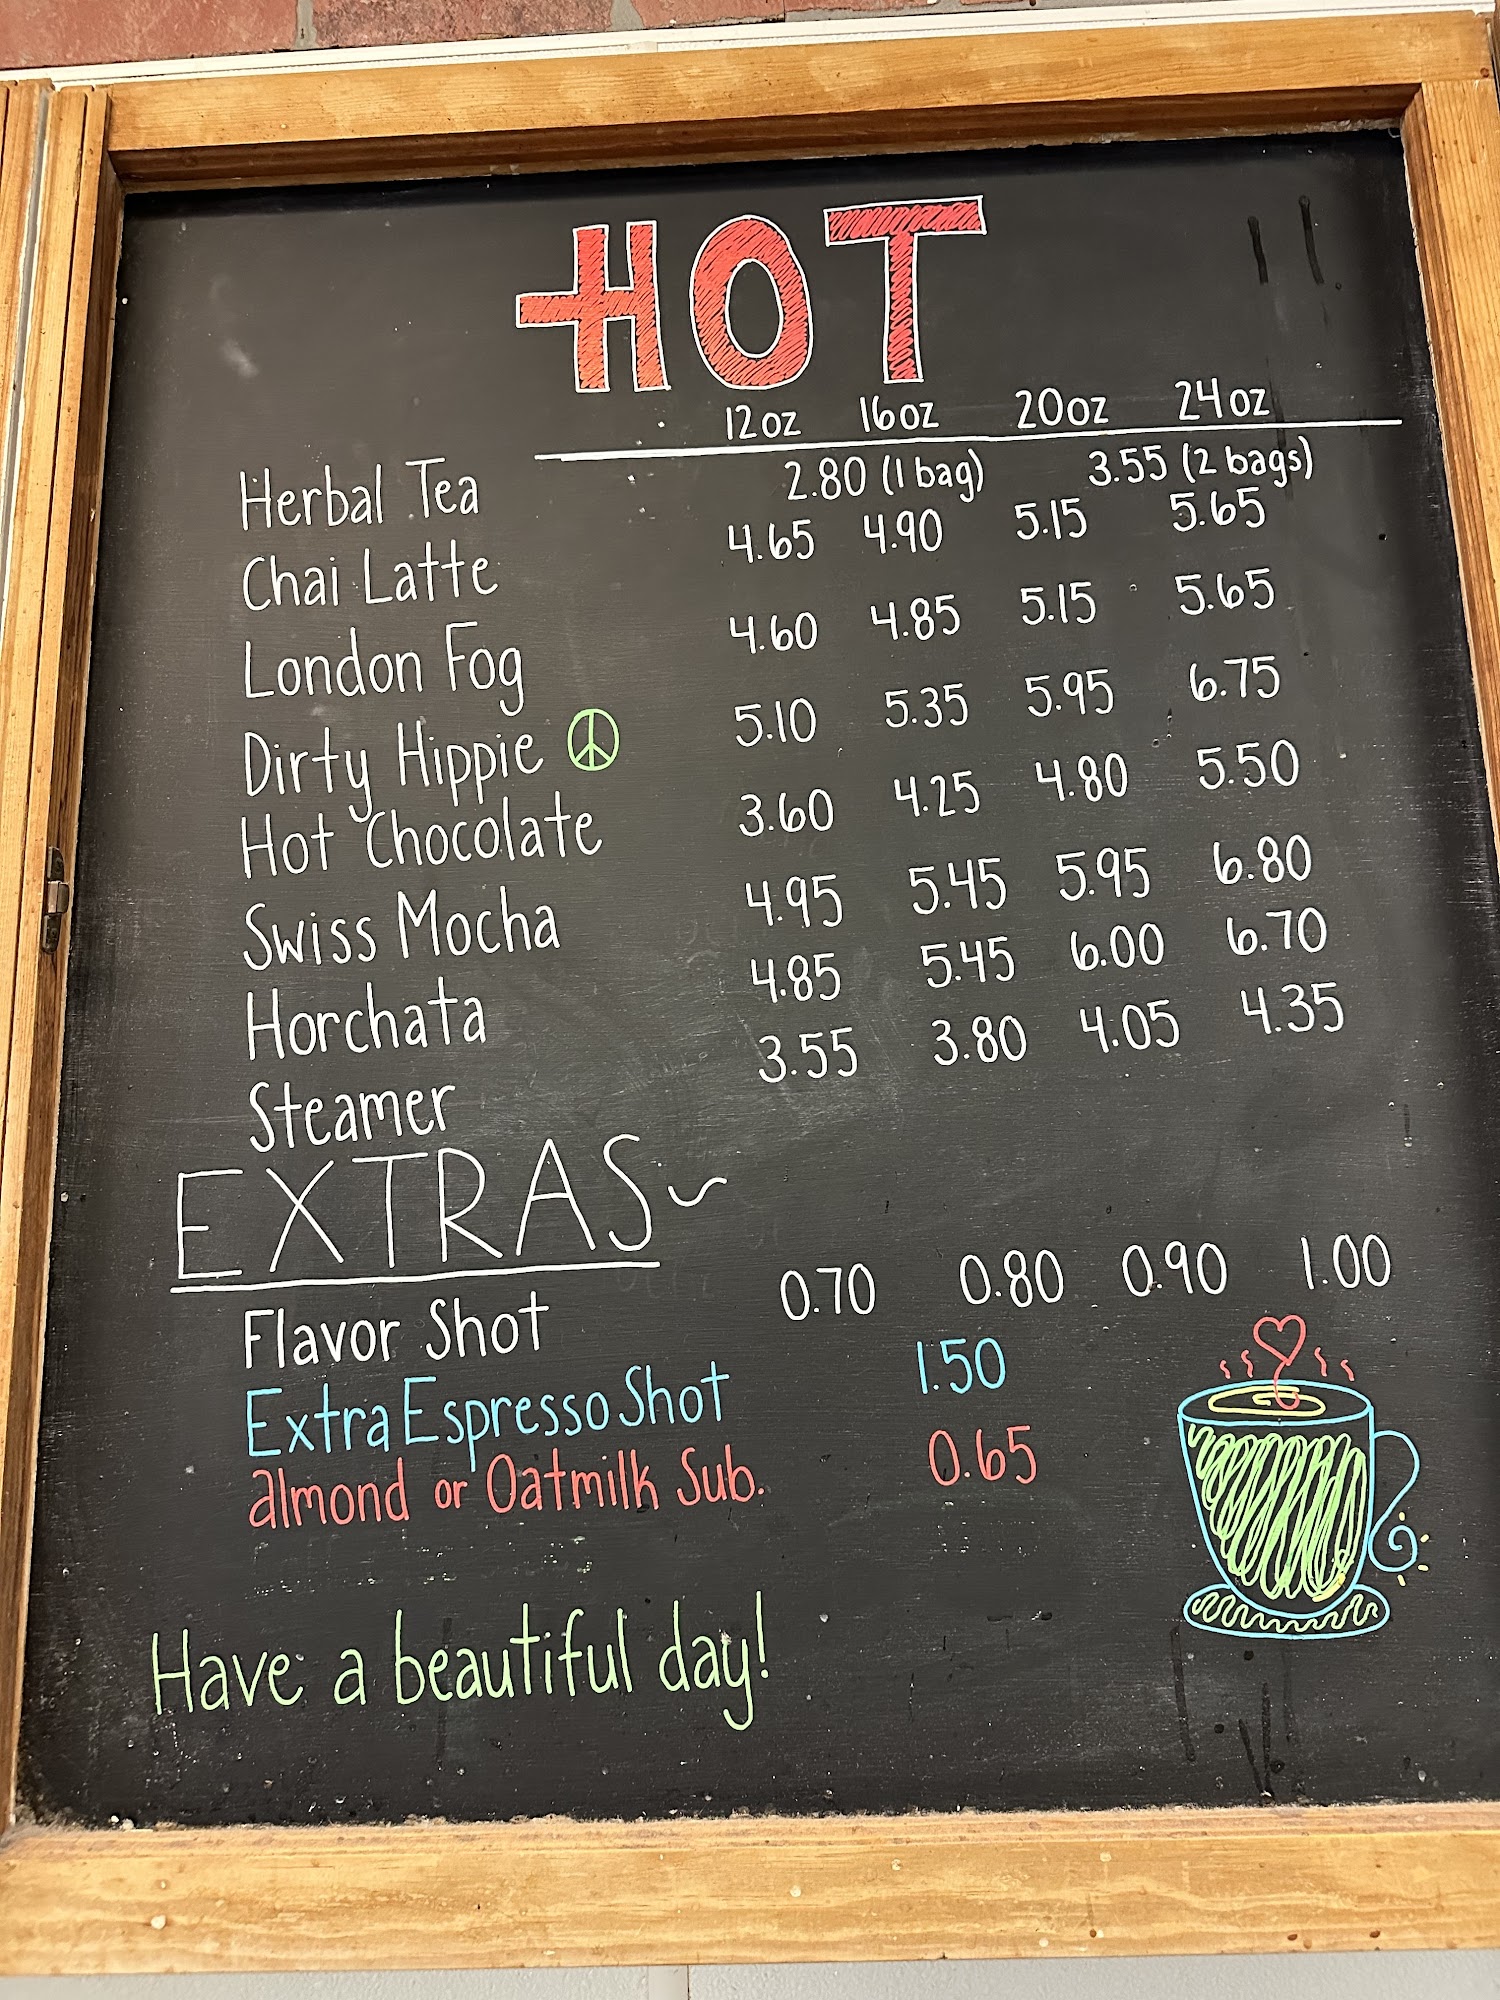 HOT
12oz 16oz 20oz 24oz
Herbal Tea 2.80 (1 bag) 3.55 (2 bags)
Chai Latte 4.65 4.90 5.15 5.65
London Fog 4.60 4.85 5.15 5.65
Dirty Hippie 5.10 5.35 5.95 6.75
Hot Chocolate 3.60 4.25 4.80 5.50
Swiss Mocha 4.95 5.45 5.95 6.80
Horchata 4.85 5.45 6.00 6.70
Steamer 3.55 3.80 4.05 4.35
EXTRAS~
Flavor Shot 0.70 0.80 0.90 1.00
Extra Espresso Shot 1.50
almond or Oatmilk Sub. 0.65
Have a beautiful day!